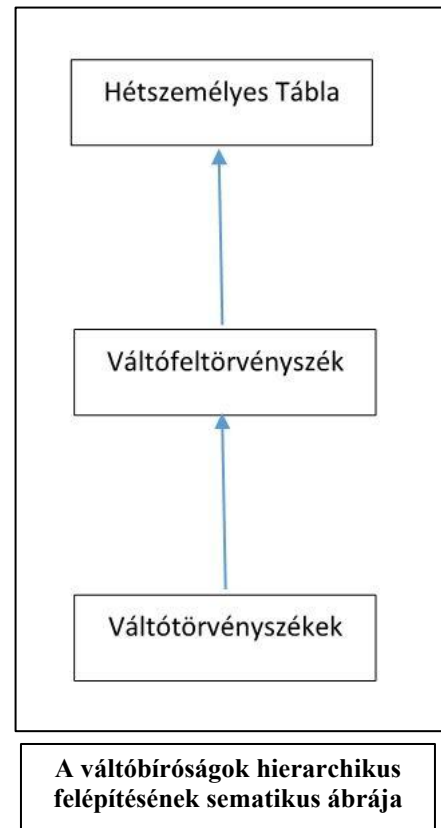 Hétszemélyes Tábla
Váltófeltörvényszék
Váltótörvényszékek
A váltóbíróságok hierarchikus
felépítésének sematikus ábrája